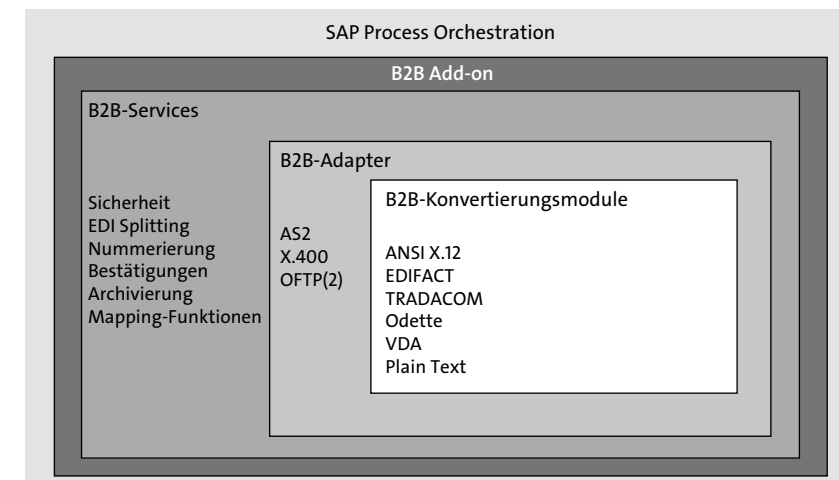 SAP Process Orchestration
B2B Add-on
B2B-Services
Sicherheit
EDI Splitting
Nummerierung
Bestätigungen
Archivierung
Mapping-Funktionen
B2B-Adapter
AS2
X.400
OFTP(2)
B2B-Konvertierungsmodule
ANSI X.12
EDIFACT
TRADACOM
Odette
VDA
Plain Text